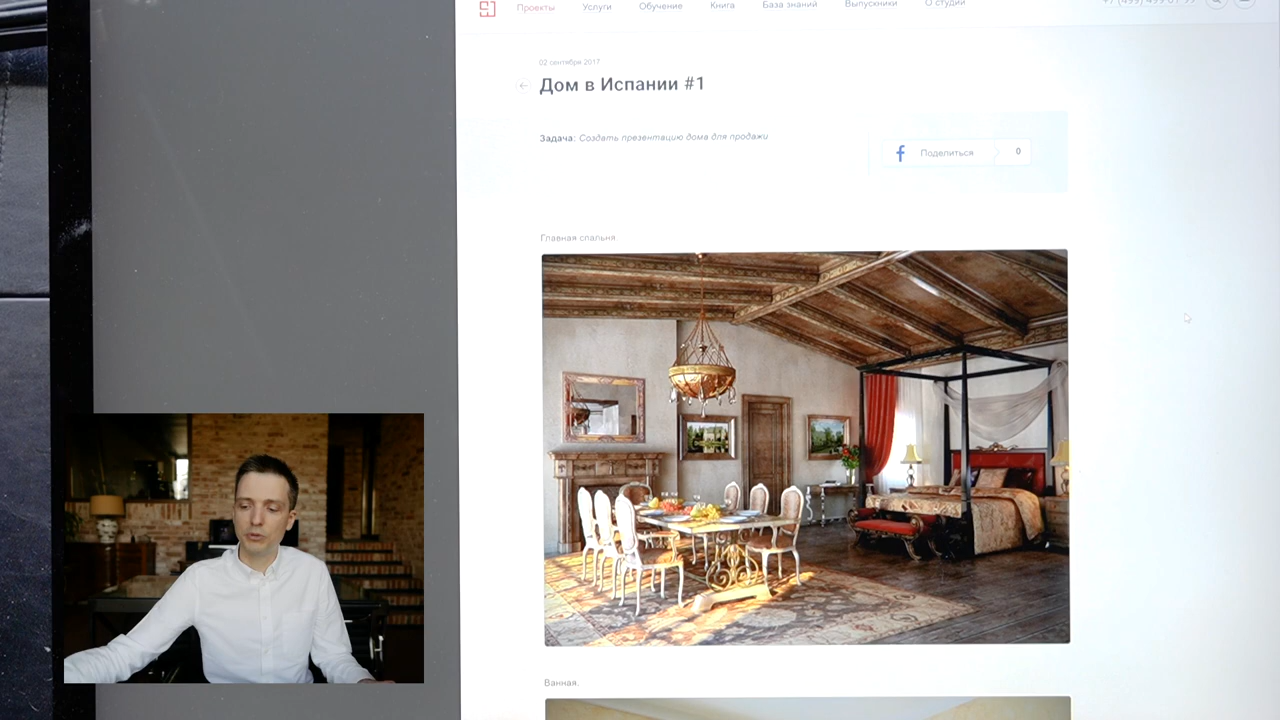 Проекты Услуги Обучение Книга База знаний Выпускники О студии
02 сентября 2017
Дом в Испании #1
Задача: Создать презентацию дома для продажи
Поделиться 0
Главная спальня
Ванная.